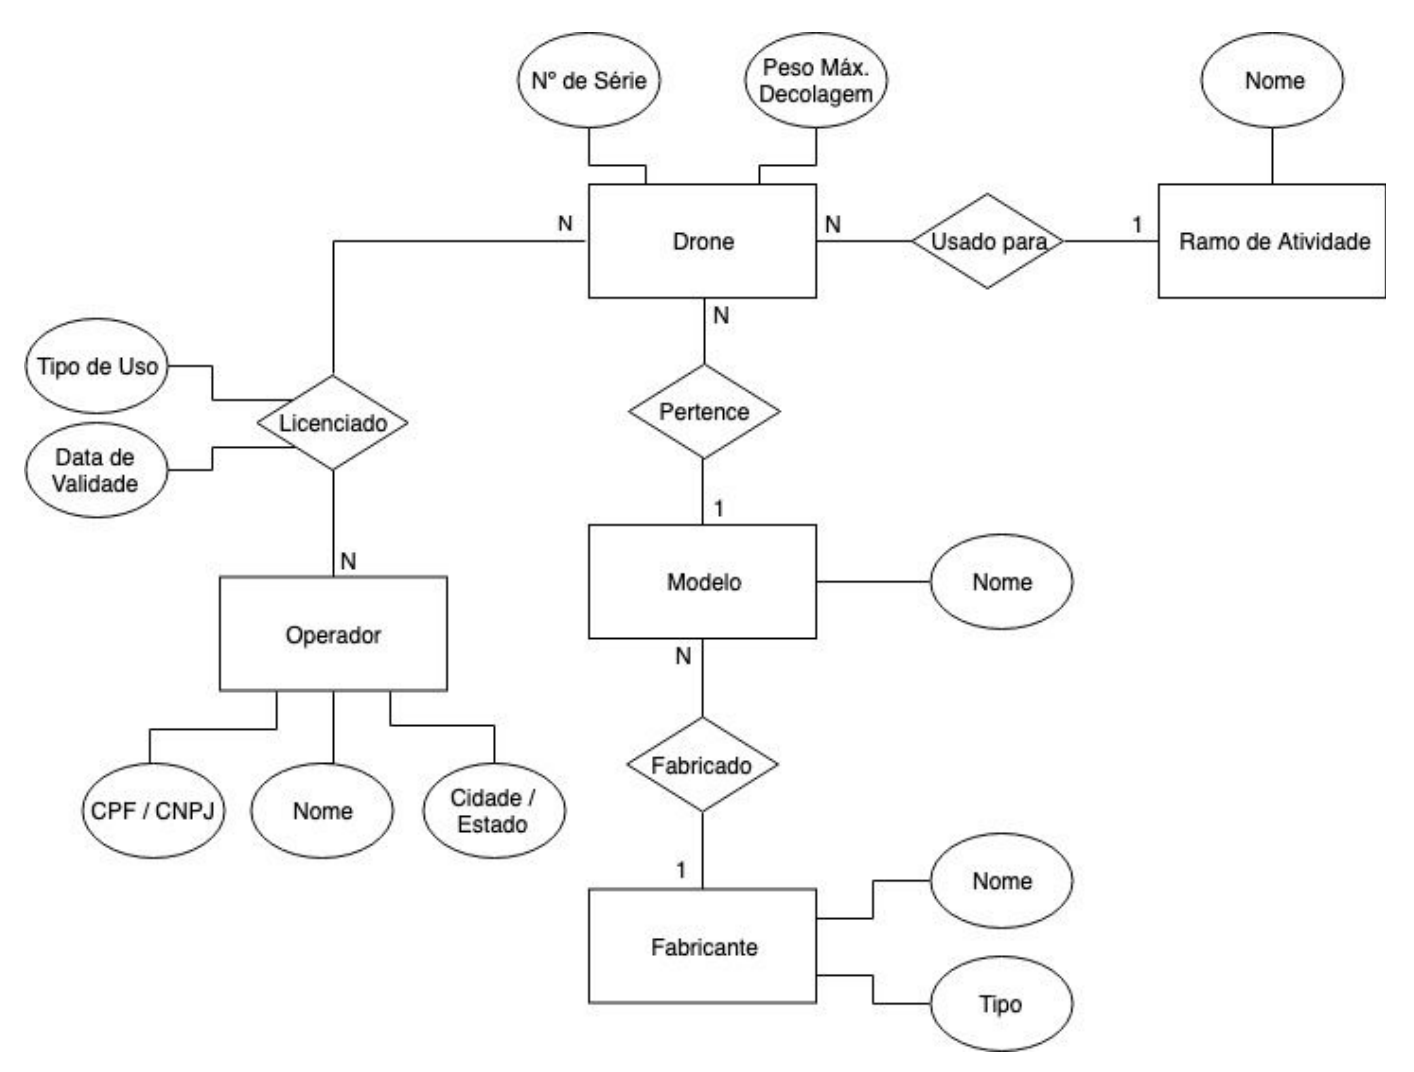 N° de Série
Peso Máx.
Decolagem
Nome
N
Drone
N
Usado para
1
Ramo de Atividade
N
Tipo de Uso
Licenciado
Pertence
Data de
Validade
1
N
Operador
Modelo
Nome
N
CPF / CNPJ
Nome
Cidade /
Estado
Fabricado
1
Nome
Fabricante
Tipo